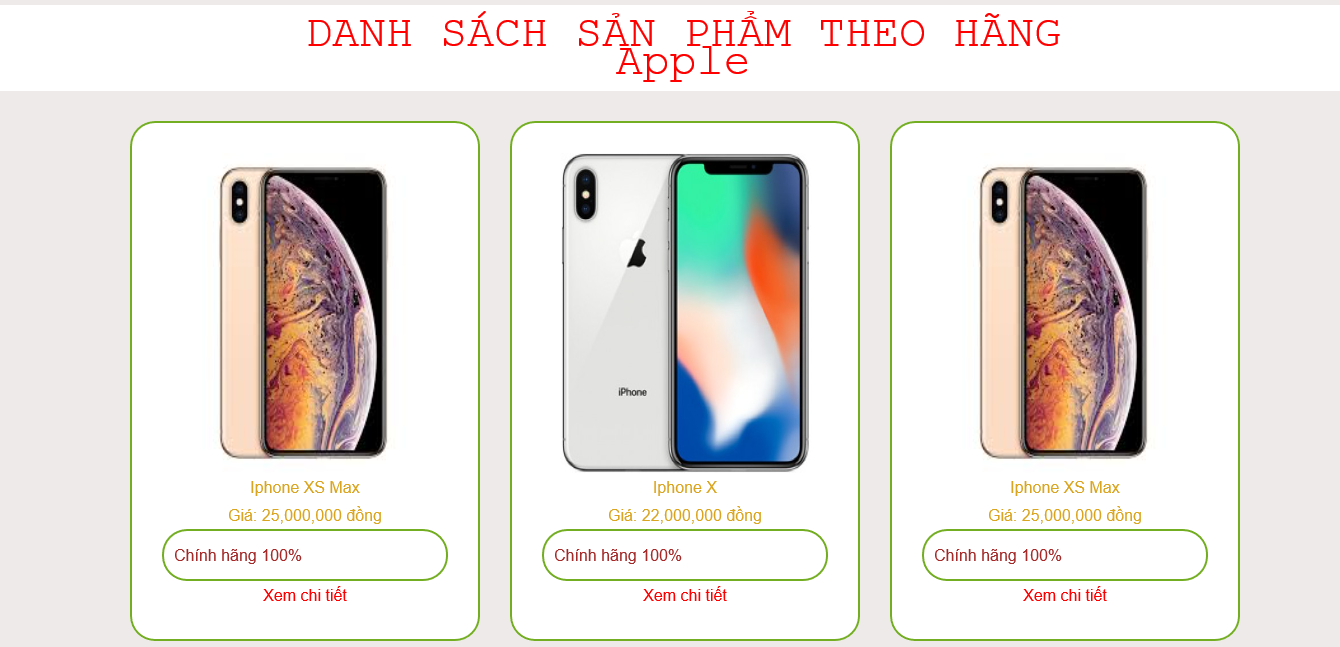 DANH SÁCH SẢN PHẨM THEO HÃNG
Apple
iPhone
Iphone XS Max
Giá: 25,000,000 đồng
Chính hãng 100%
Xem chi tiết
Iphone X
Giá: 22,000,000 đồng
Chính hãng 100%
Xem chi tiết
Iphone XS Max
Giá: 25,000,000 đồng
Chính hãng 100%
Xem chi tiết